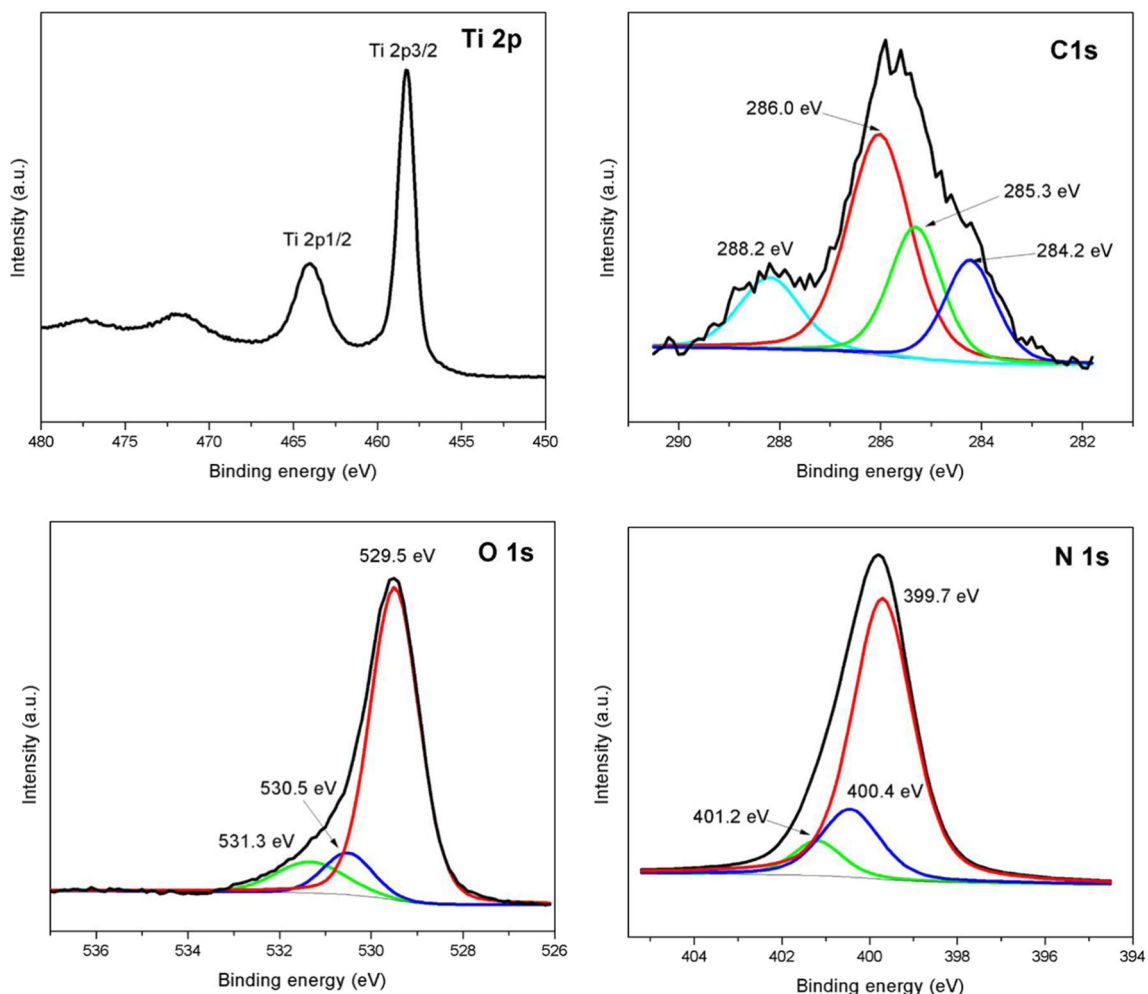 Ti 2p
Ti 2p3/2
Ti 2p1/2
Intensity (a.u.)
480 475 470 465 460 455 450
Binding energy (eV)
C1s
286.0 eV
285.3 eV
288.2 eV
284.2 eV
Intensity (a.u.)
290 288 286 284 282
Binding energy (eV)
O 1s
529.5 eV
530.5 eV
531.3 eV
Intensity (a.u.)
536 534 532 530 528 526
Binding energy (eV)
N 1s
399.7 eV
400.4 eV
401.2 eV
Intensity (a.u.)
404 402 400 398 396 394
Binding energy (eV)